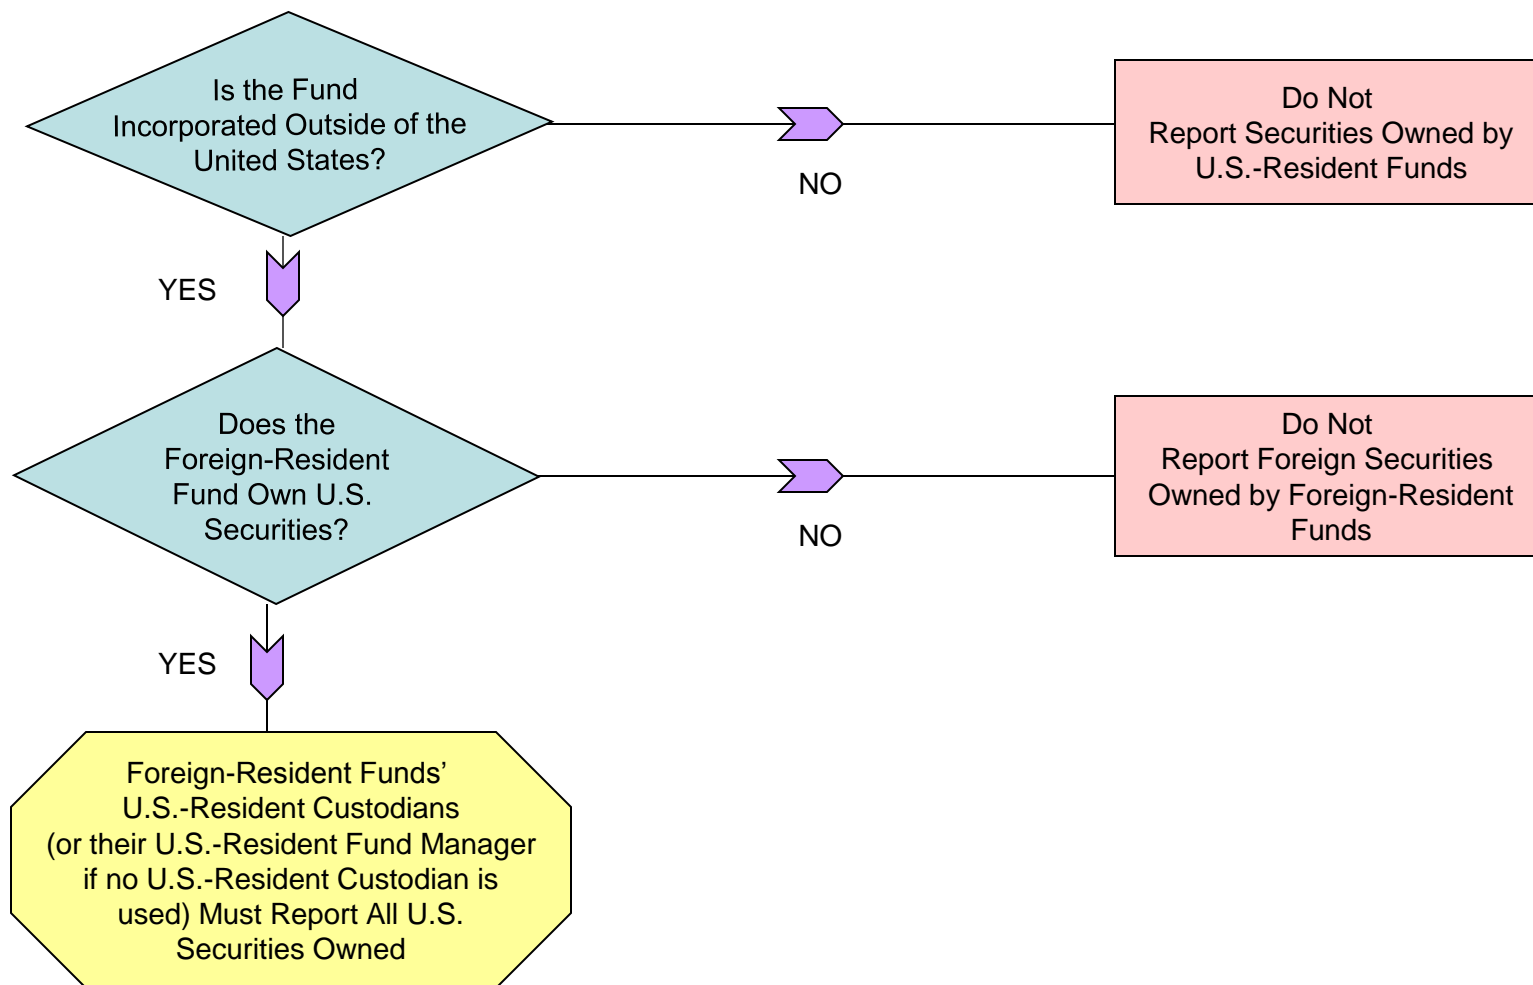 Is the Fund
Incorporated Outside of the
United States?
NO
Do Not
Report Securities Owned by
U.S.-Resident Funds
YES
Does the
Foreign-Resident
Fund Own U.S.
Securities?
NO
Do Not
Report Foreign Securities
Owned by Foreign-Resident
Funds
YES
Foreign-Resident Funds’
U.S.-Resident Custodians
(or their U.S.-Resident Fund Manager
if no U.S.-Resident Custodian is
used) Must Report All U.S.
Securities Owned